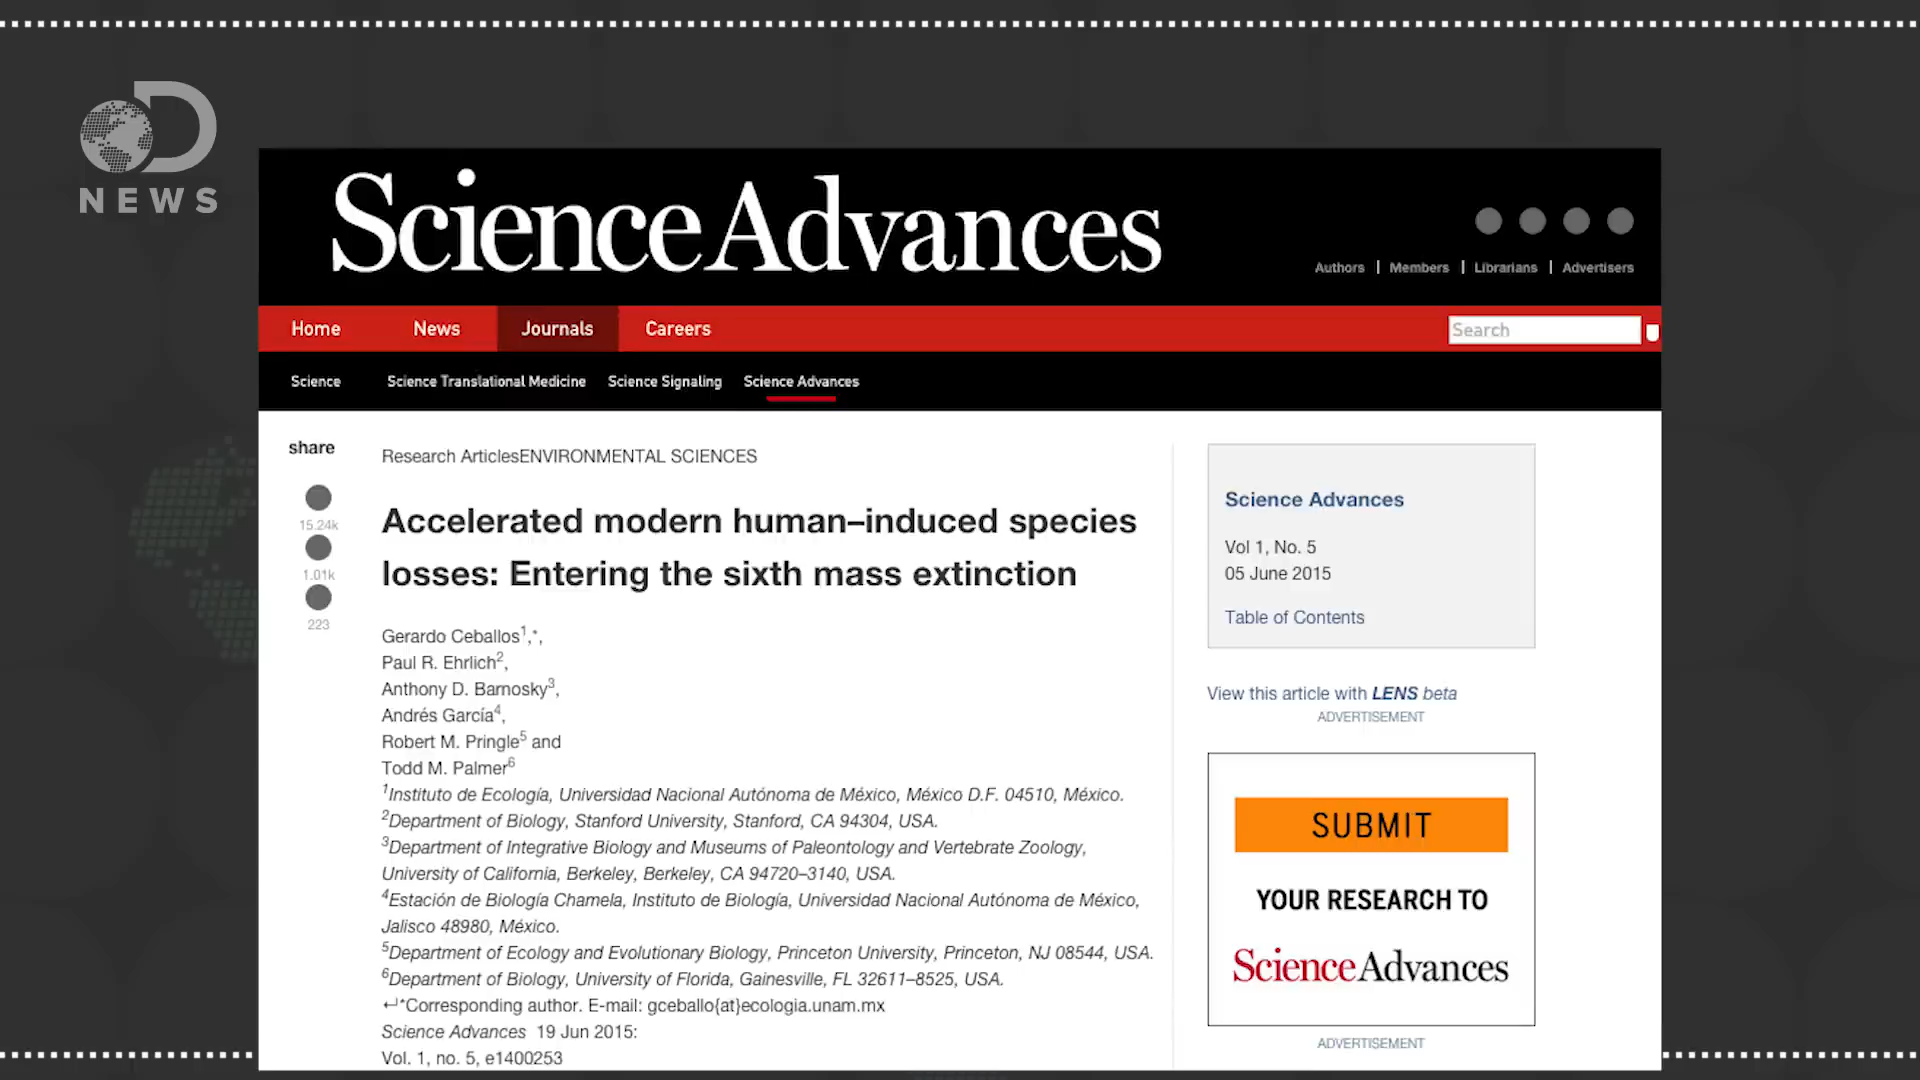 NEWS
ScienceAdvances
Authors | Members | Librarians | Advertisers
Home News Journals Careers Search
Science Science Translational Medicine Science Signaling Science Advances
share
15.24k
1.01k
223
Research ArticlesENVIRONMENTAL SCIENCES
Accelerated modern human–induced species
losses: Entering the sixth mass extinction
Gerardo Ceballos1,*,
Paul R. Ehrlich2,
Anthony D. Barnosky3,
Andrés García4,
Robert M. Pringle5 and
Todd M. Palmer6
1Instituto de Ecología, Universidad Nacional Autónoma de México, México D.F. 04510, México.
2Department of Biology, Stanford University, Stanford, CA 94304, USA.
3Department of Integrative Biology and Museums of Paleontology and Vertebrate Zoology,
University of California, Berkeley, Berkeley, CA 94720–3140, USA.
4Estación de Biología Chamela, Instituto de Biología, Universidad Nacional Autónoma de México,
Jalisco 48980, México.
5Department of Ecology and Evolutionary Biology, Princeton University, Princeton, NJ 08544, USA.
6Department of Biology, University of Florida, Gainesville, FL 32611–8525, USA.
↵*Corresponding author. E-mail: gceballo{at}ecologia.unam.mx
Science Advances 19 Jun 2015:
Vol. 1, no. 5, e1400253
Science Advances
Vol 1, No. 5
05 June 2015
Table of Contents
View this article with LENS beta
ADVERTISEMENT
SUBMIT
YOUR RESEARCH TO
ScienceAdvances
ADVERTISEMENT